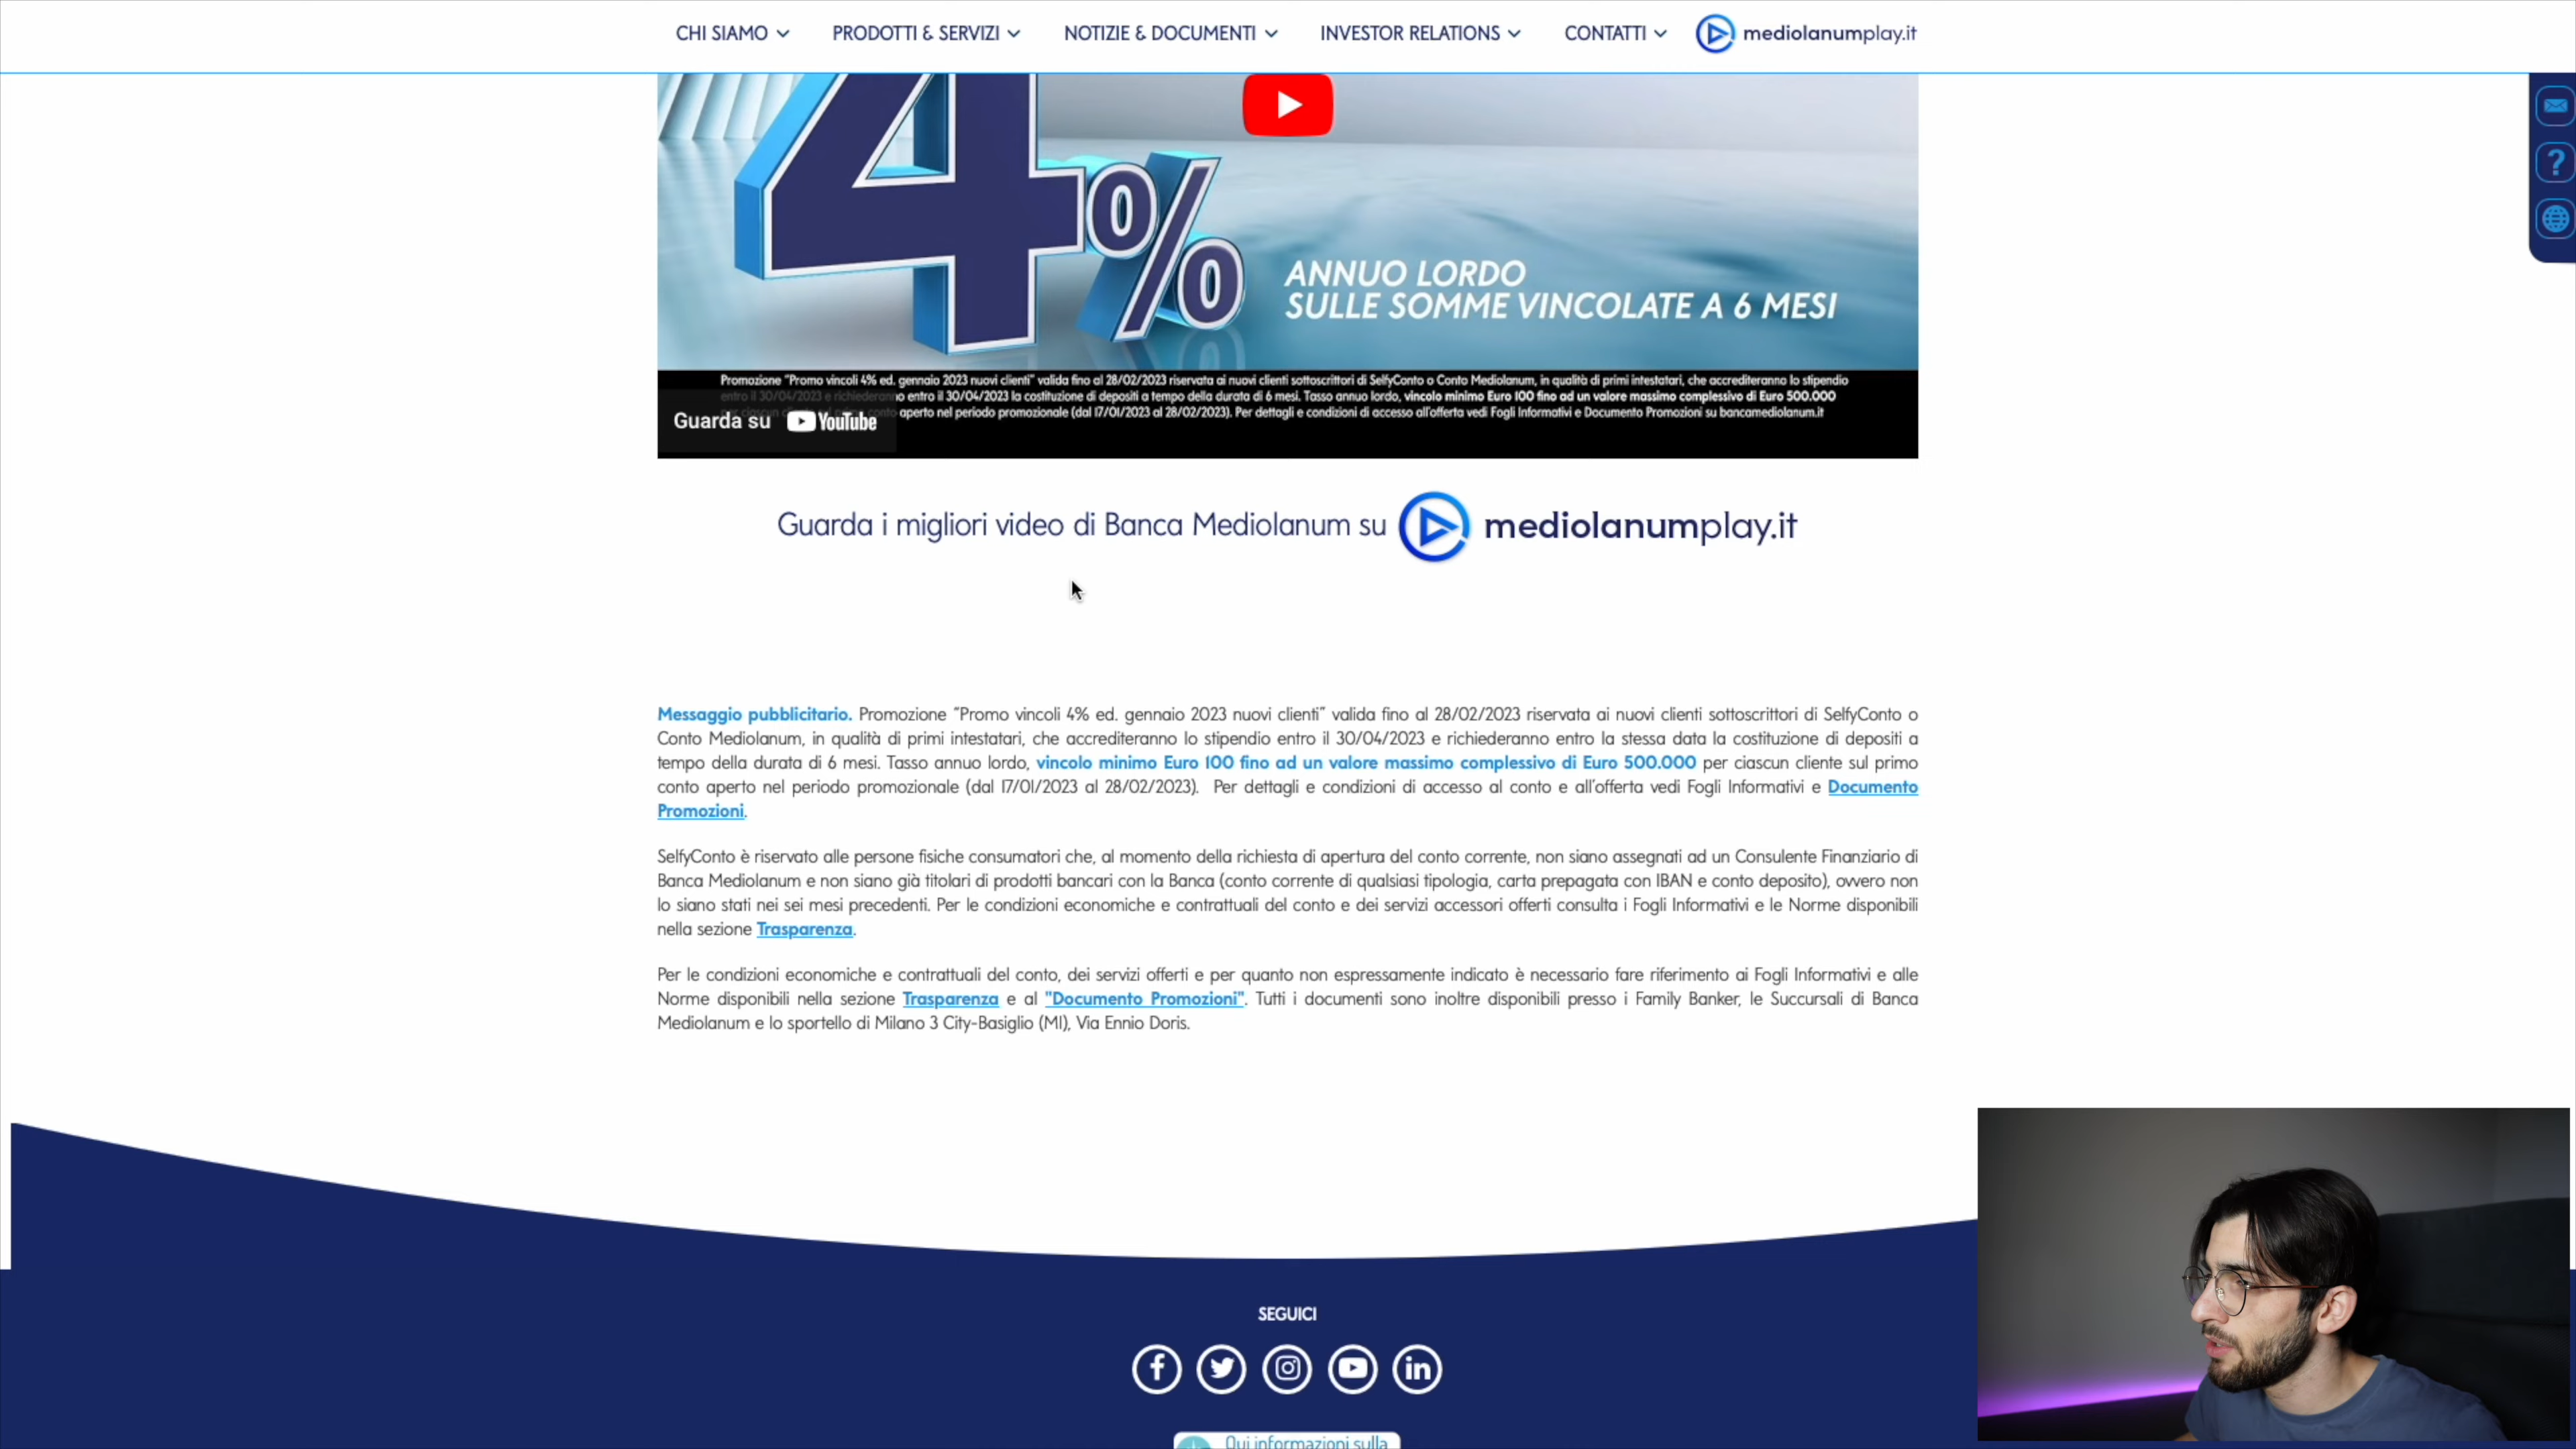 CHI SIAMO
PRODOTTI & SERVIZI
NOTIZIE & DOCUMENTI
INVESTOR RELATIONS
CONTATTI
mediolanumplay.it
4%
ANNUO LORDO
SULLE SOMME VINCOLATE A 6 MESI
Promozione "Promo vincoli 4% ed. gennaio 2023 nuovi clienti" valida fino al 28/02/2023 riservata ai nuovi clienti sottoscrittori di SelfyConto o Conto Mediolanum, in qualità di primi intestatari, che accrediteranno lo stipendio
entro il 30/04/2023 e richiederanno entro il 30/04/2023 la costituzione di depositi a tempo della durata di 6 mesi. Tasso annuo lordo, vincolo minimo Euro 100 fino ad un valore massimo complessivo di Euro 500.000
conto aperto nel periodo promozionale (dal 17/01/2023 al 28/02/2023). Per dettagli e condizioni di accesso all'offerta vedi Fogli Informativi e Documento Promozioni su bancamediolanum.it
Guarda su YouTube
Guarda i migliori video di Banca Mediolanum su mediolanumplay.it
Messaggio pubblicitario. Promozione "Promo vincoli 4% ed. gennaio 2023 nuovi clienti" valida fino al 28/02/2023 riservata ai nuovi clienti sottoscrittori di SelfyConto o
Conto Mediolanum, in qualità di primi intestatari, che accrediteranno lo stipendio entro il 30/04/2023 e richiederanno entro la stessa data la costituzione di depositi a
tempo della durata di 6 mesi. Tasso annuo lordo, vincolo minimo Euro 100 fino ad un valore massimo complessivo di Euro 500.000 per ciascun cliente sul primo
conto aperto nel periodo promozionale (dal 17/01/2023 al 28/02/2023). Per dettagli e condizioni di accesso al conto e all'offerta vedi Fogli Informativi e Documento
Promozioni.
SelfyConto è riservato alle persone fisiche consumatori che, al momento della richiesta di apertura del conto corrente, non siano assegnati ad un Consulente Finanziario di
Banca Mediolanum e non siano già titolari di prodotti bancari con la Banca (conto corrente di qualsiasi tipologia, carta prepagata con IBAN e conto deposito), ovvero non
lo siano stati nei sei mesi precedenti. Per le condizioni economiche e contrattuali del conto e dei servizi accessori offerti consulta i Fogli Informativi e le Norme disponibili
nella sezione Trasparenza.
Per le condizioni economiche e contrattuali del conto, dei servizi offerti e per quanto non espressamente indicato è necessario fare riferimento ai Fogli Informativi e alle
Norme disponibili nella sezione Trasparenza e al "Documento Promozioni". Tutti i documenti sono inoltre disponibili presso i Family Banker, le Succursali di Banca
Mediolanum e lo sportello di Milano 3 City-Basiglio (MI), Via Ennio Doris.
SEGUICI
Qui informazioni sulla